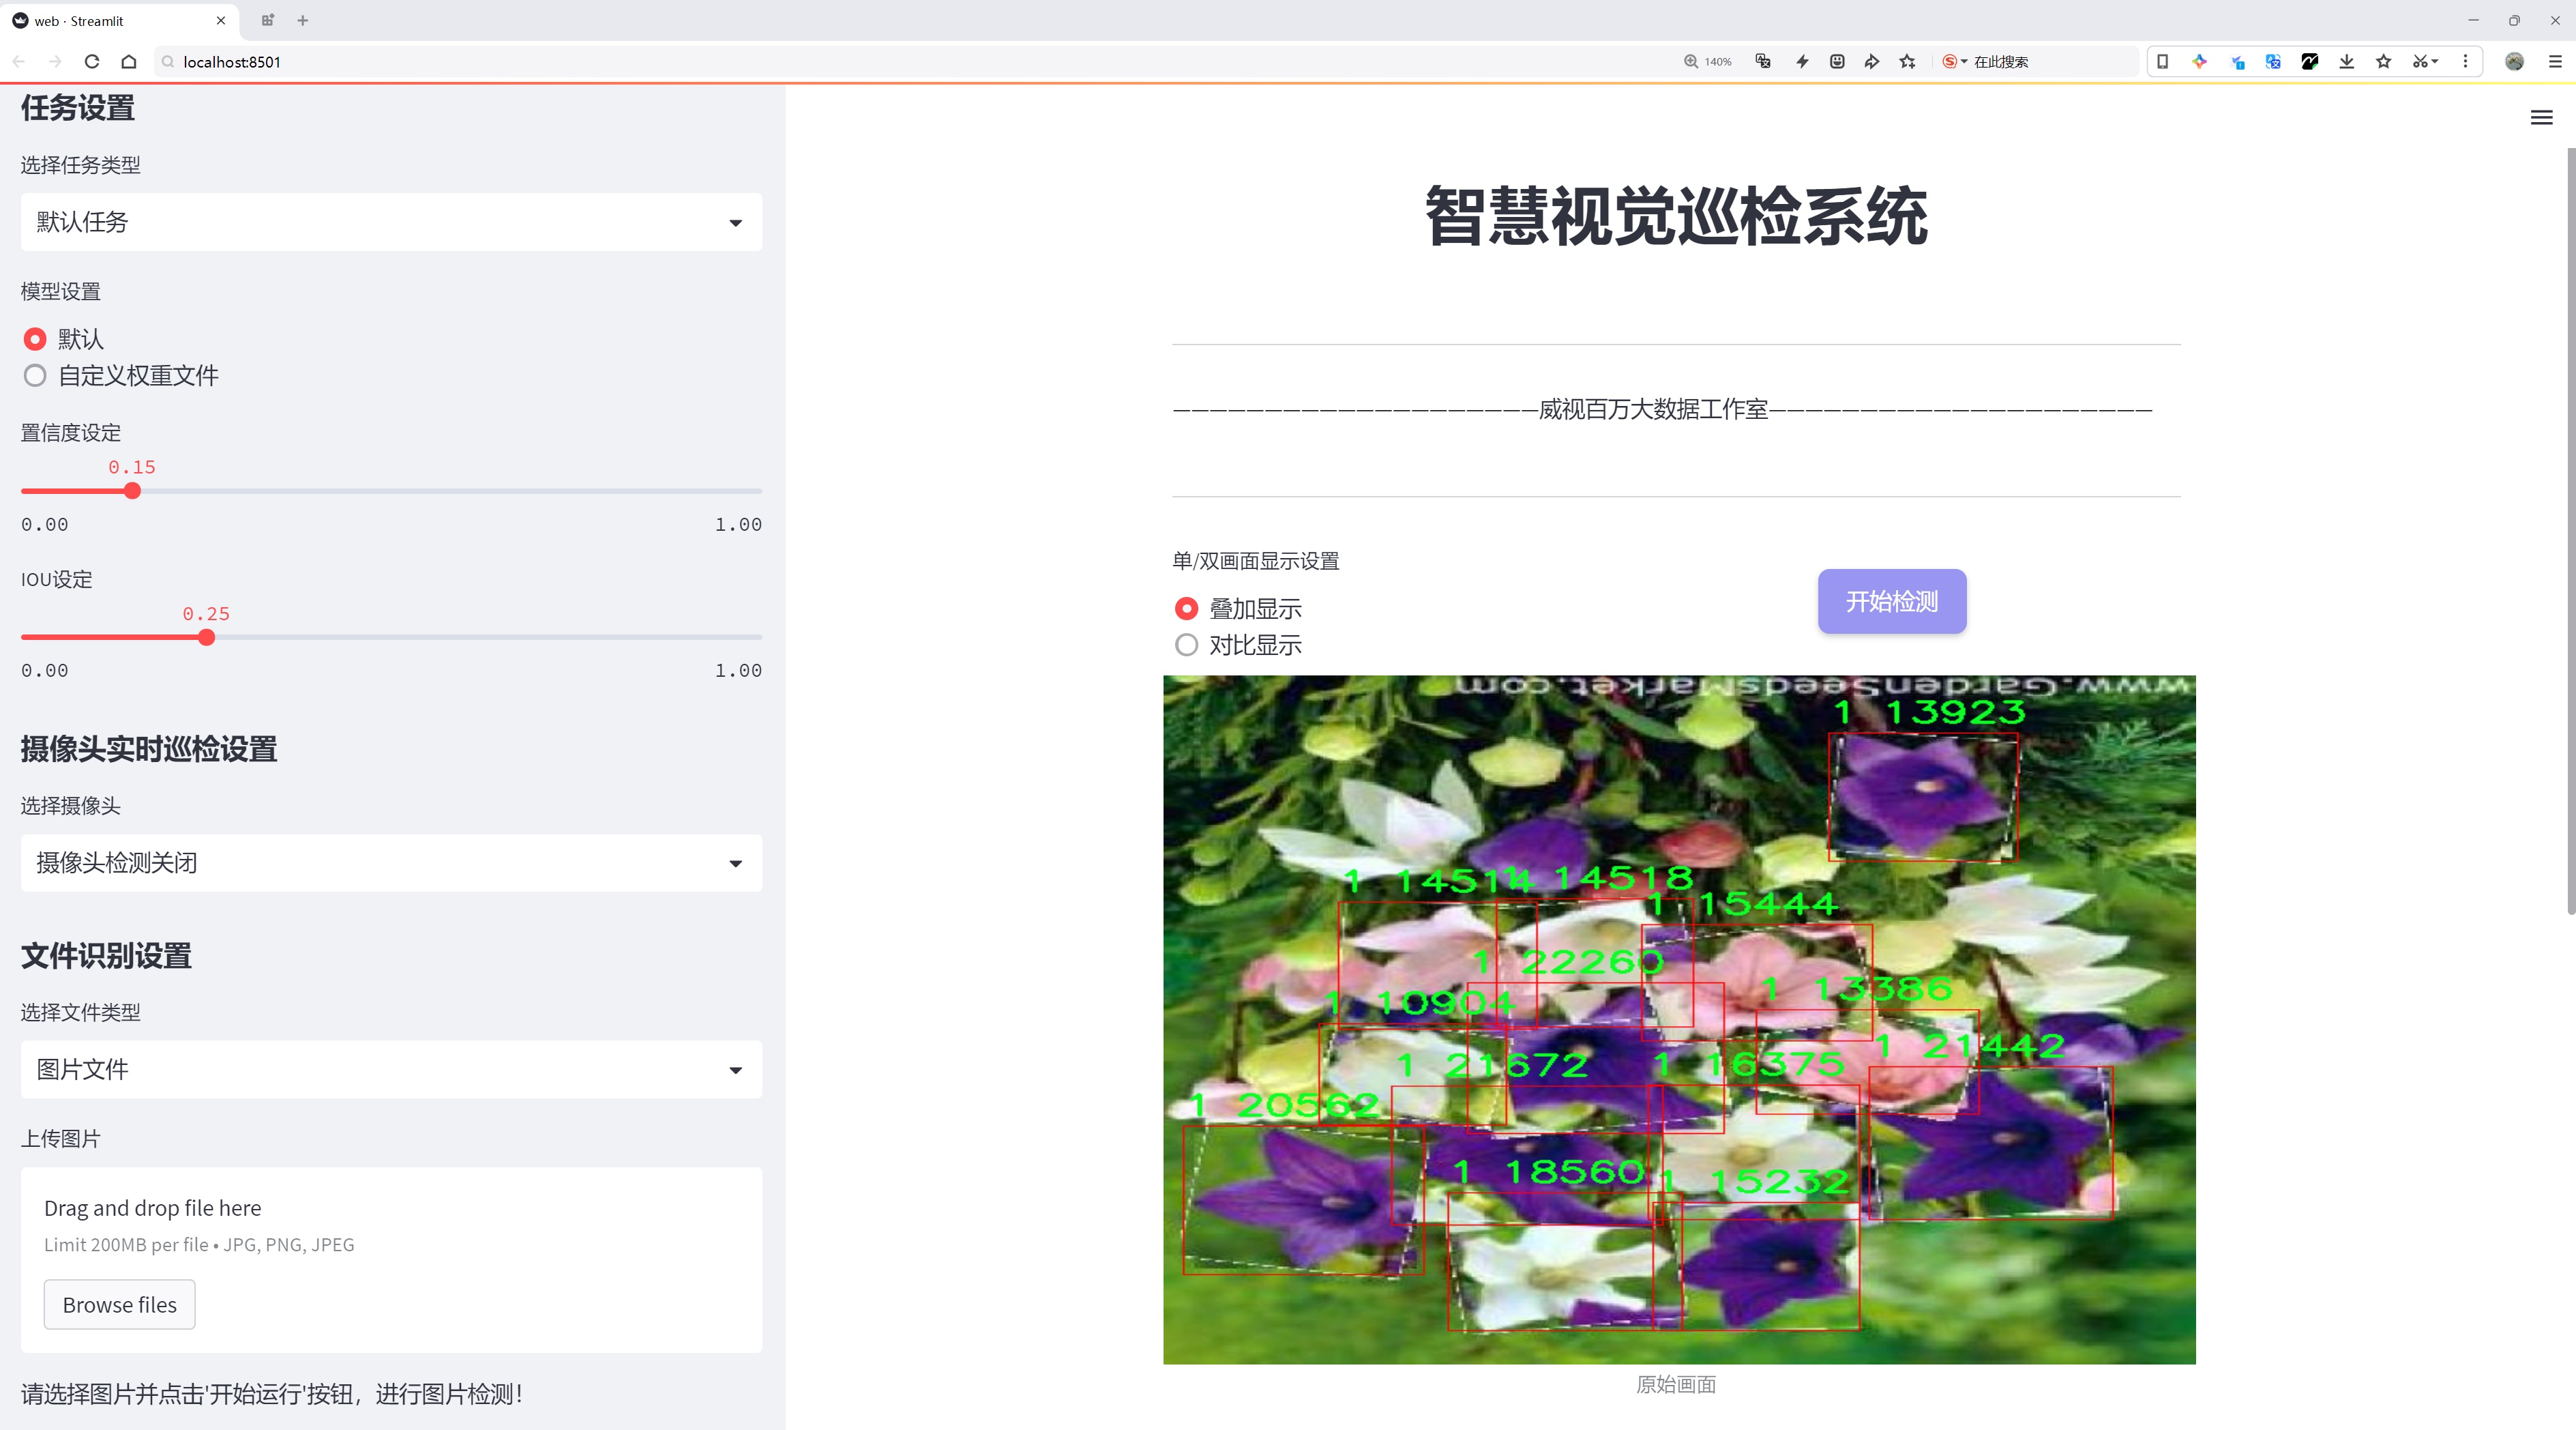 web · Streamlit
localhost:8501
140%
在此搜索
任务设置
选择任务类型
默认任务
模型设置
默认
自定义权重文件
置信度设定
0.15
0.00
1.00
IOU设定
0.25
0.00
1.00
摄像头实时巡检设置
选择摄像头
摄像头检测关闭
文件识别设置
选择文件类型
图片文件
上传图片
Drag and drop file here
Limit 200MB per file • JPG, PNG, JPEG
Browse files
请选择图片并点击'开始运行'按钮，进行图片检测！
智慧视觉巡检系统
————————————————————威视百万大数据工作室—————————————————————
单/双画面显示设置
叠加显示
对比显示
开始检测
www.GardenSeedsMarket.com
1 13923
1 14514
1 14518
1 15444
1 22260
1 10904
1 13386
1 21442
1 21672
1 16375
1 20562
1 18560
1 15232
原始画面